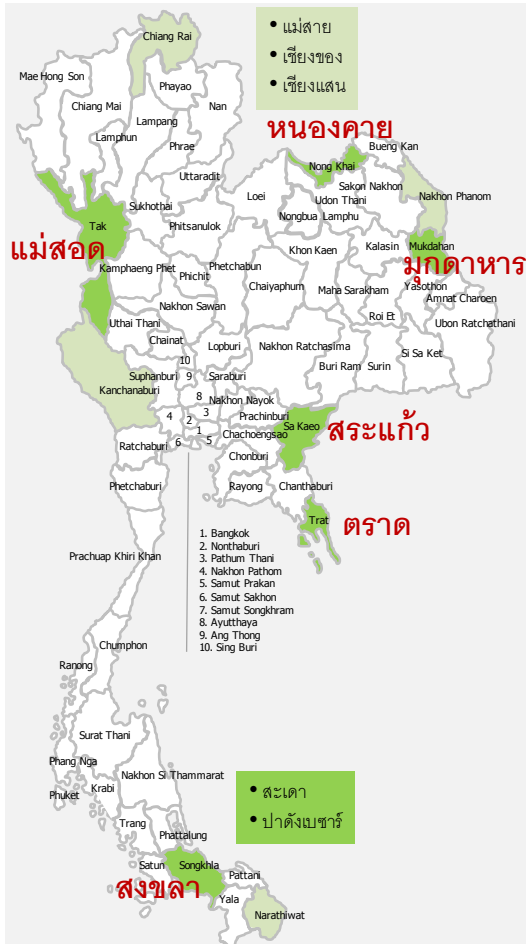 Chiang Rai
• แม่สาย
• เชียงของ
• เชียงแสน
Mae Hong Son
Phayao
Chiang Mai
Nan
Lampang
Lamphun
Phrae
หนองคาย
Bueng Kan
Nong Khai
Uttaradit
Loei
Sakon Nakhon
Udon Thani
Nakhon Phanom
Sukhothai
Nongbua Lamphu
Tak
Phitsanulok
แม่สอด
Khon Kaen
Kalasin
Mukdahan
มุกดาหาร
Kamphaeng Phet
Phetchabun
Phichit
Chaiyaphum
Maha Sarakham
Yasothon
Amnat Charoen
Nakhon Sawan
Roi Et
Uthai Thani
Ubon Ratchathani
Chainat
Lopburi
Nakhon Ratchasima
Si Sa Ket
10
Suphanburi
9
Saraburi
Buri Ram
Surin
Kanchanaburi
8
Nakhon Nayok
4
3
Prachinburi
2
Sa Kaeo
สระแก้ว
1
Chachoengsao
Ratchaburi
6
5
Chonburi
Phetchaburi
Rayong
Chanthaburi
Trat
ตราด
1. Bangkok
2. Nonthaburi
3. Pathum Thani
4. Nakhon Pathom
5. Samut Prakan
6. Samut Sakhon
7. Samut Songkhram
8. Ayutthaya
9. Ang Thong
10. Sing Buri
Prachuap Khiri Khan
Chumphon
Ranong
Surat Thani
Phang Nga
Nakhon Si Thammarat
Krabi
Phuket
• สะเดา
• ปาดังเบซาร์
Trang
Phattalung
Satun
Songkhla
Pattani
สงขลา
Yala
Narathiwat